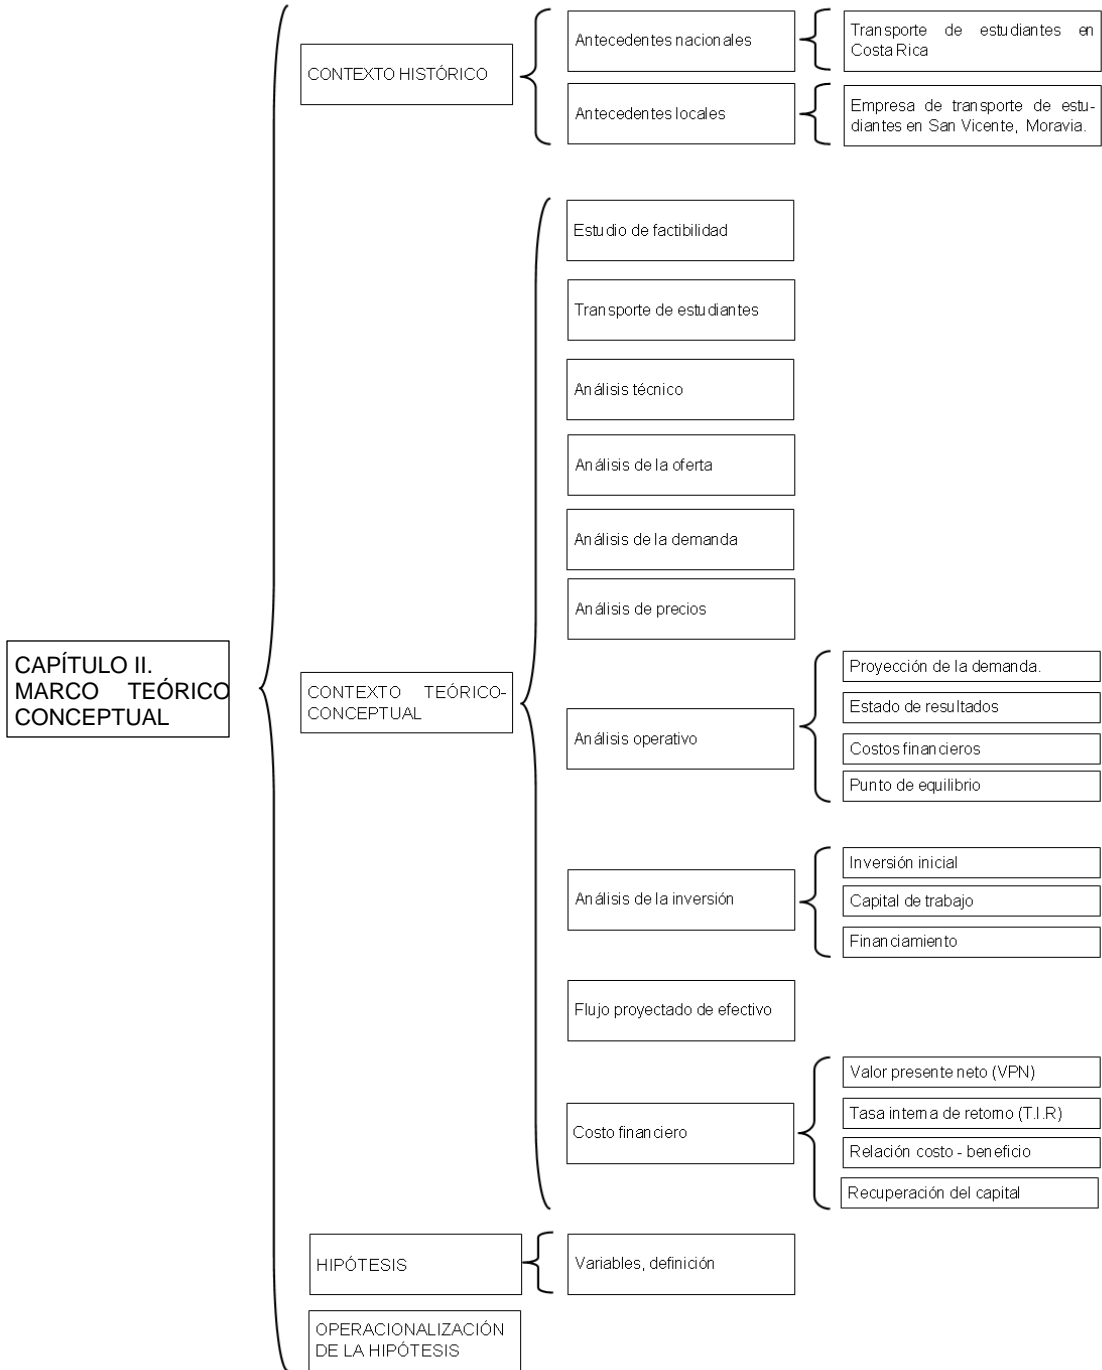 CAPÍTULO II.
MARCO TEÓRICO
CONCEPTUAL
CONTEXTO HISTÓRICO
Antecedentes nacionales
Transporte de estudiantes en
Costa Rica
Antecedentes locales
Empresa de transporte de estu-
diantes en San Vicente, Moravia.
CONTEXTO TEÓRICO-
CONCEPTUAL
Estudio de factibilidad
Transporte de estudiantes
Análisis técnico
Análisis de la oferta
Análisis de la demanda
Análisis de precios
Análisis operativo
Proyección de la demanda.
Estado de resultados
Costos financieros
Punto de equilibrio
Análisis de la inversión
Inversión inicial
Capital de trabajo
Financiamiento
Flujo proyectado de efectivo
Costo financiero
Valor presente neto (VPN)
Tasa interna de retorno (T.I.R)
Relación costo - beneficio
Recuperación del capital
HIPÓTESIS
Variables, definición
OPERACIONALIZACIÓN
DE LA HIPÓTESIS